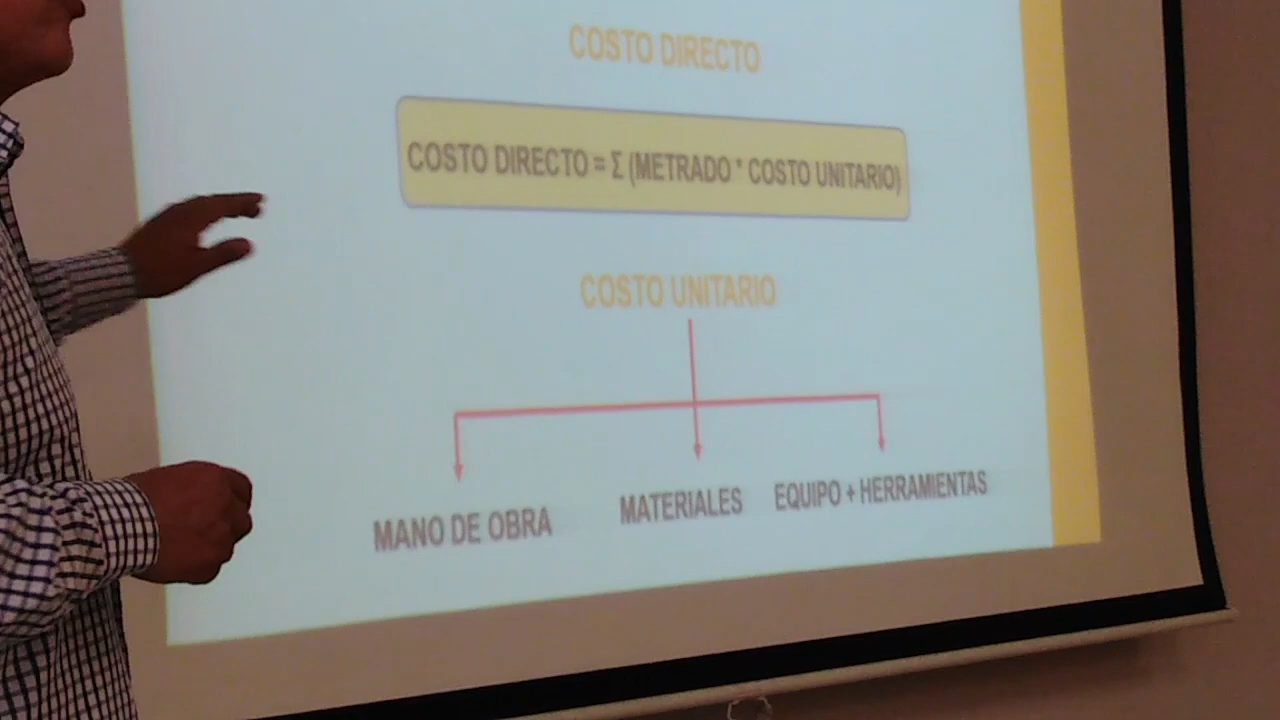 COSTO DIRECTO
COSTO DIRECTO = Σ (METRADO * COSTO UNITARIO)
COSTO UNITARIO
MANO DE OBRA
MATERIALES
EQUIPO + HERRAMIENTAS